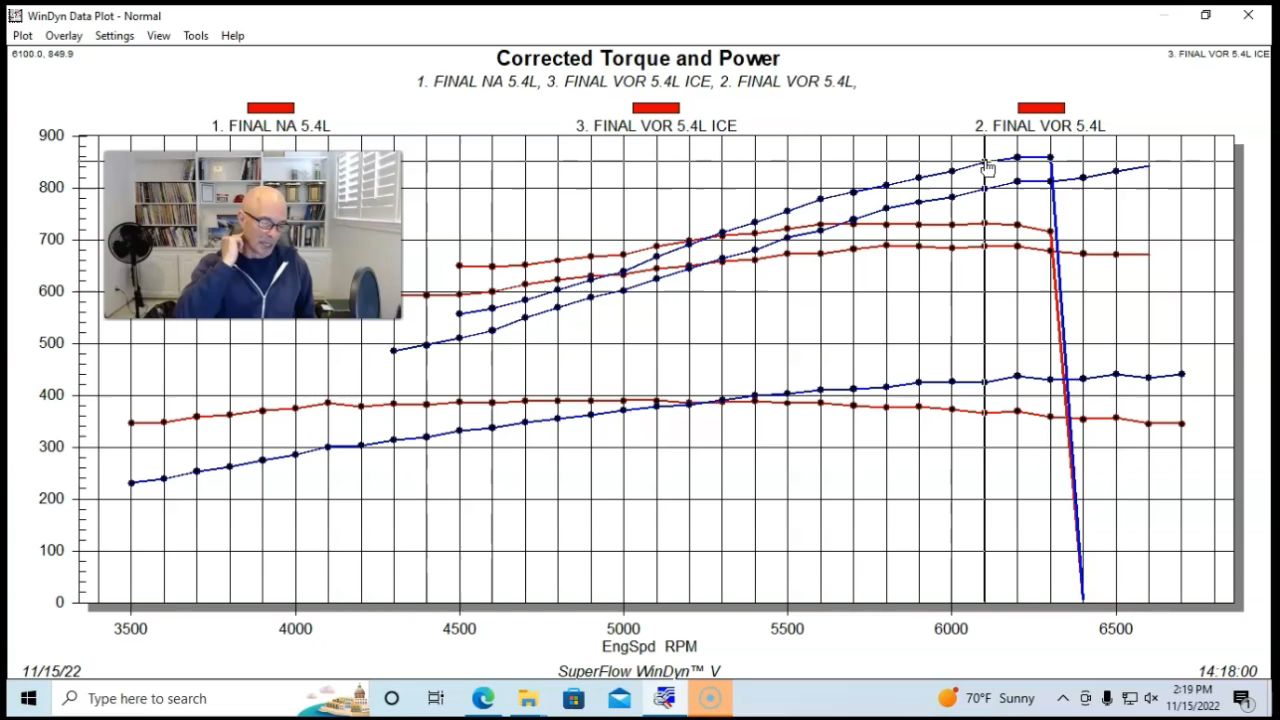 WinDyn Data Plot - Normal
Plot Overlay Settings View Tools Help
6100.0, 849.9
3. FINAL VOR 5.4L ICE
Corrected Torque and Power
1. FINAL NA 5.4L, 3. FINAL VOR 5.4L ICE, 2. FINAL VOR 5.4L,
1. FINAL NA 5.4L
3. FINAL VOR 5.4L ICE
2. FINAL VOR 5.4L
900
800
700
600
500
400
300
200
100
0
3500 4000 4500 5000 5500 6000 6500
EngSpd RPM
11/15/22
SuperFlow WinDyn™ V
14:18:00
Type here to search
70°F Sunny
2:19 PM
11/15/2022
1